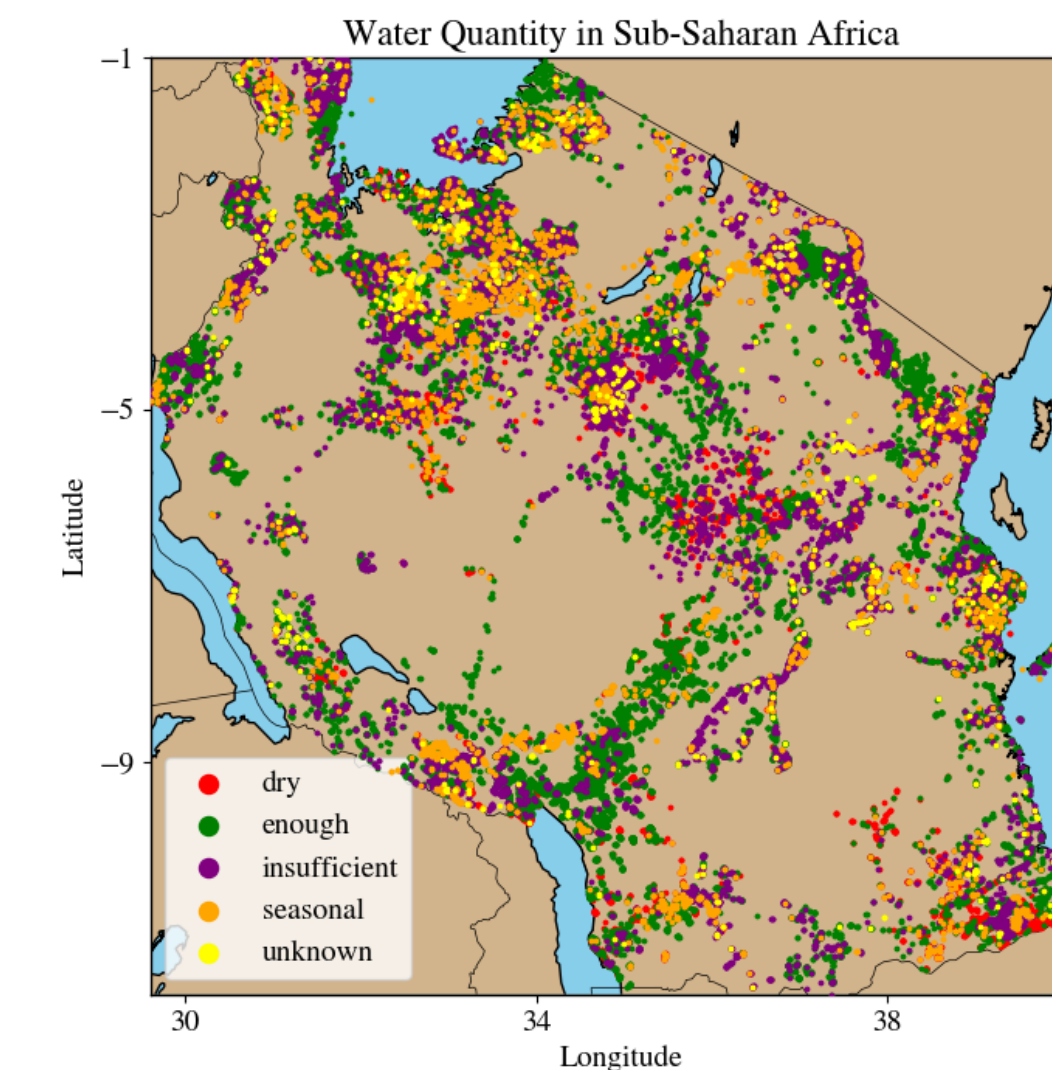 Water Quantity in Sub-Saharan Africa
−1
−5
−9
Latitude
dry
enough
insufficient
seasonal
unknown
30
34
38
Longitude